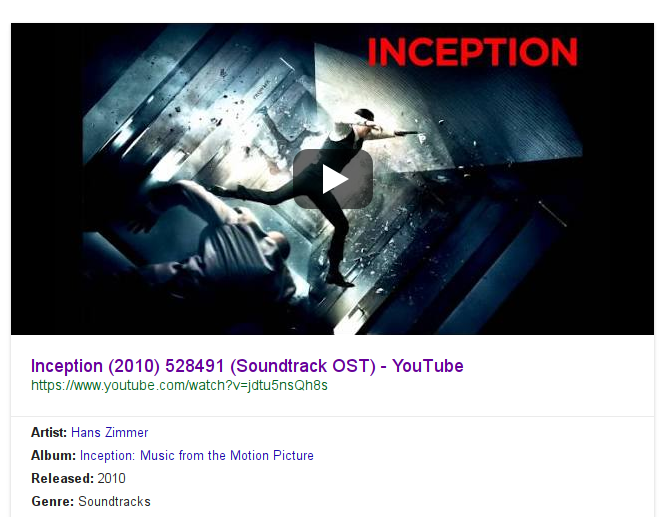 INCEPTION
Inception (2010) 528491 (Soundtrack OST) - YouTube
https://www.youtube.com/watch?v=jdtu5nsQh8s
Artist: Hans Zimmer
Album: Inception: Music from the Motion Picture
Released: 2010
Genre: Soundtracks